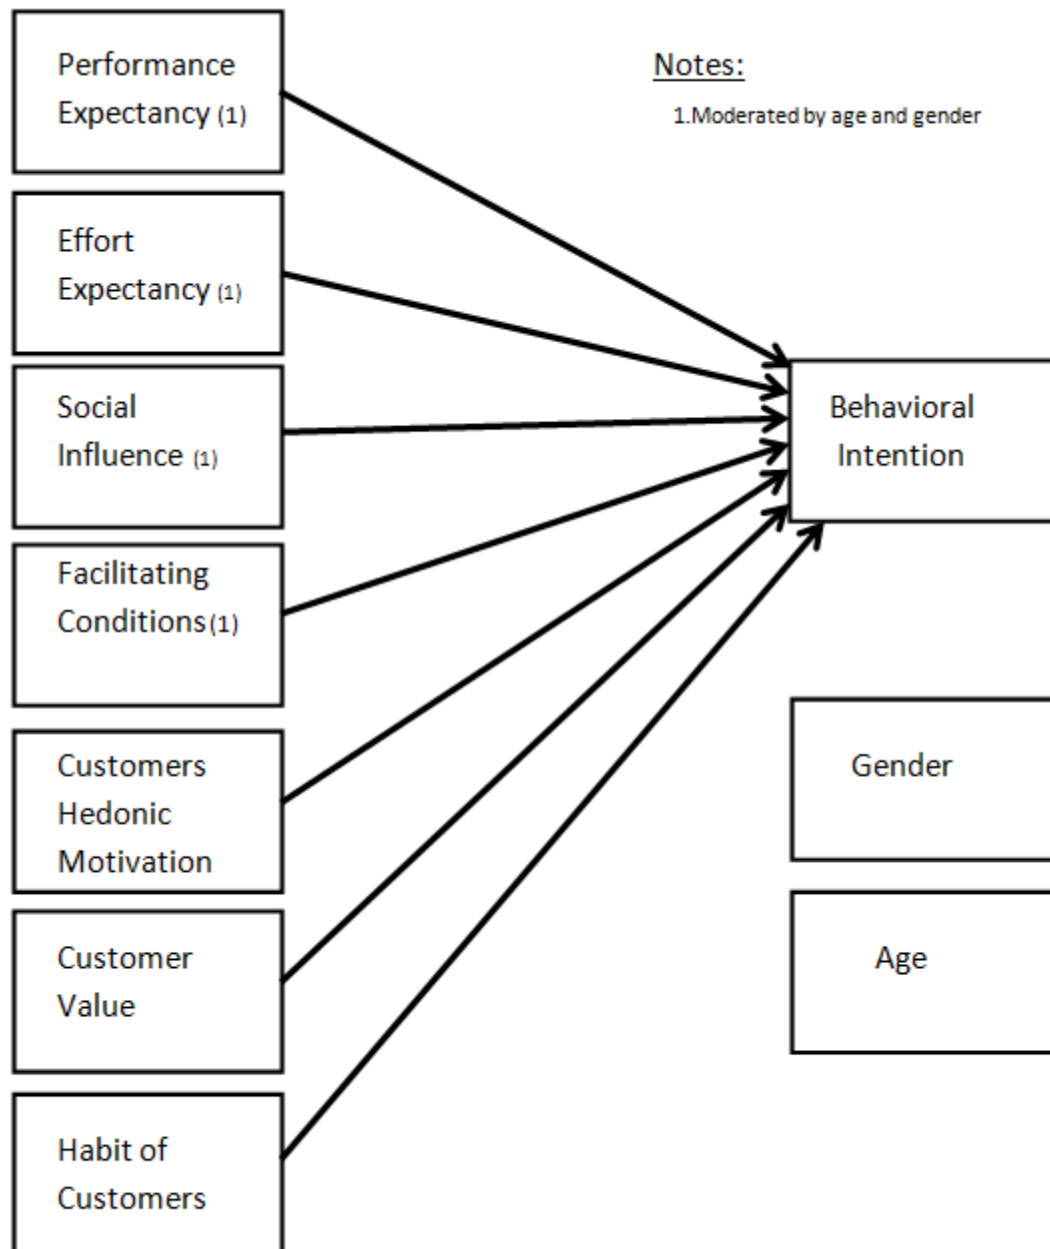 Performance
Expectancy (1)
Notes:
1.Moderated by age and gender
Effort
Expectancy (1)
Social
Influence (1)
Behavioral
Intention
Facilitating
Conditions(1)
Customers
Hedonic
Motivation
Gender
Customer
Value
Age
Habit of
Customers